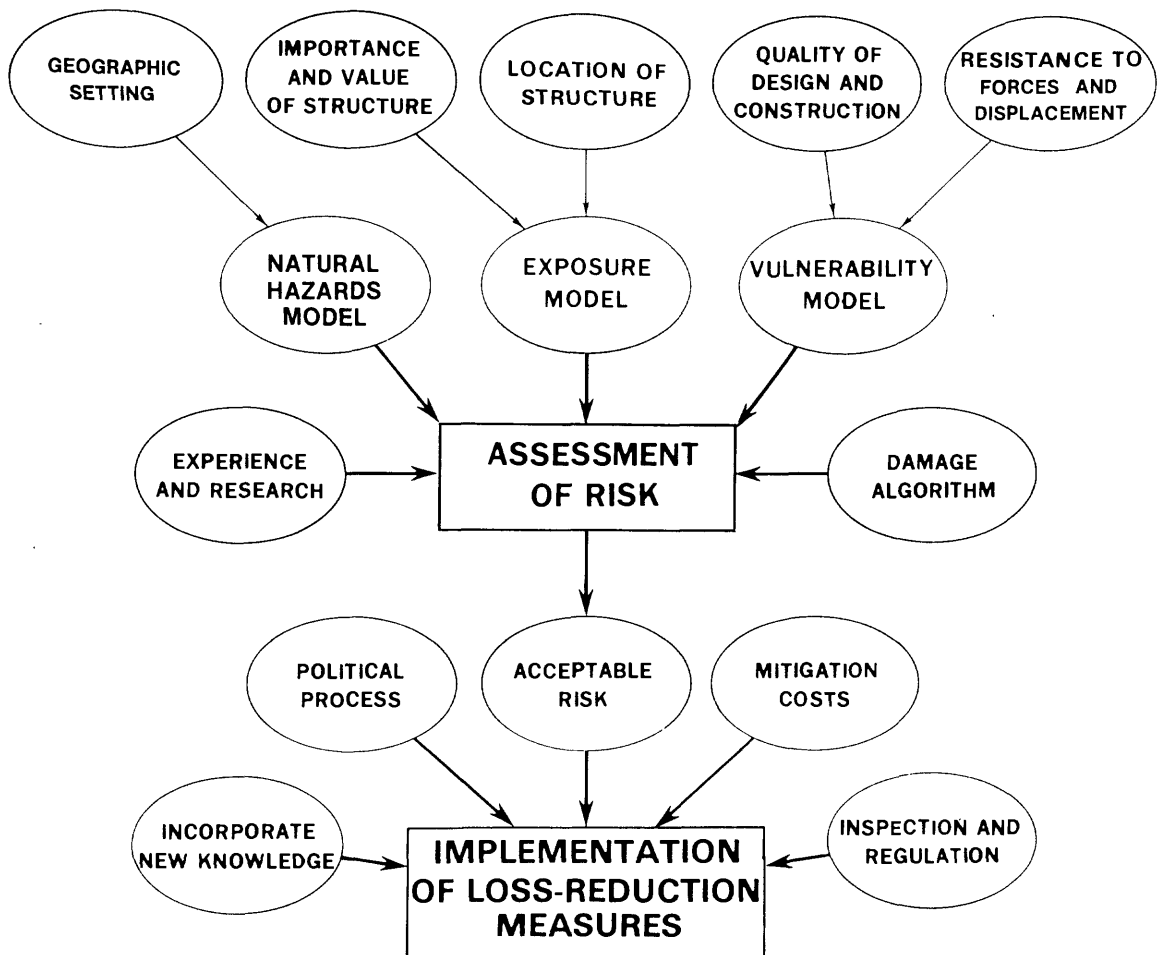 GEOGRAPHIC
SETTING
IMPORTANCE
AND VALUE
OF STRUCTURE
LOCATION OF
STRUCTURE
QUALITY OF
DESIGN AND
CONSTRUCTION
RESISTANCE TO
FORCES AND
DISPLACEMENT
NATURAL
HAZARDS
MODEL
EXPOSURE
MODEL
VULNERABILITY
MODEL
EXPERIENCE
AND RESEARCH
ASSESSMENT
OF RISK
DAMAGE
ALGORITHM
POLITICAL
PROCESS
ACCEPTABLE
RISK
MITIGATION
COSTS
INCORPORATE
NEW KNOWLEDGE
IMPLEMENTATION
OF LOSS-REDUCTION
MEASURES
INSPECTION AND
REGULATION